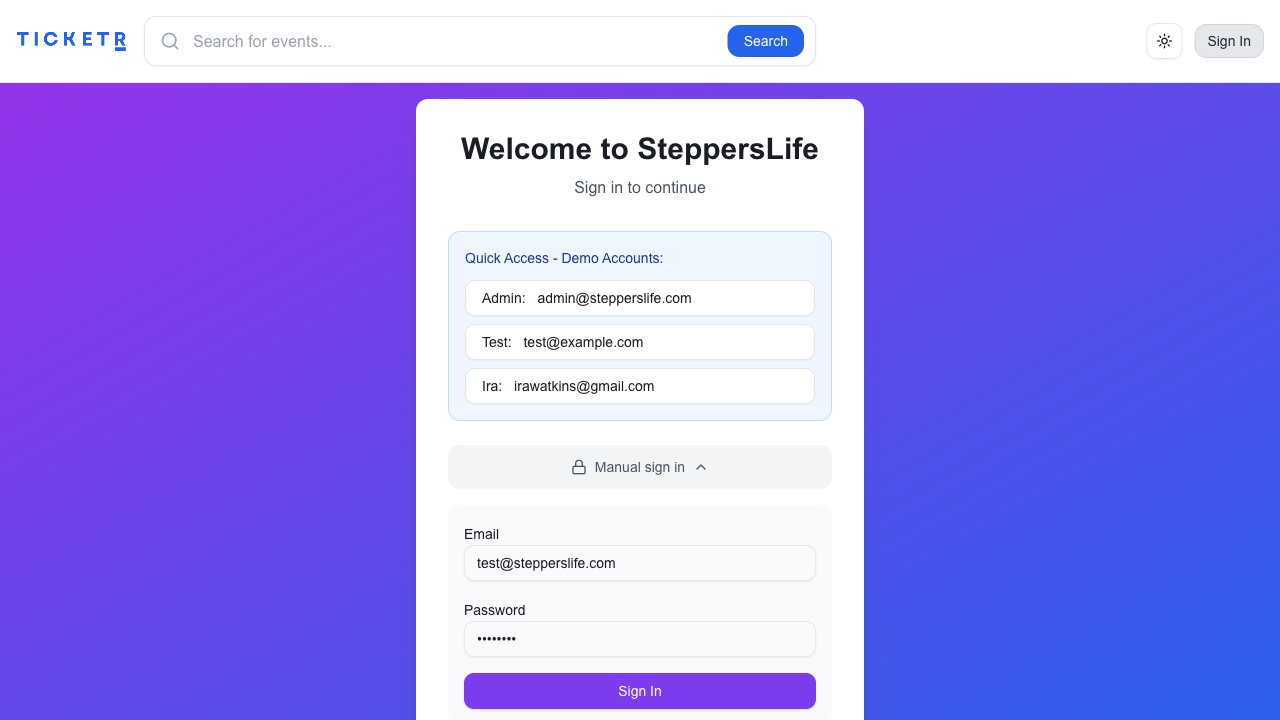 TICKETR
Search for events...
Search
Sign In
Welcome to SteppersLife
Sign in to continue
Quick Access - Demo Accounts:
Admin: admin@stepperslife.com
Test: test@example.com
Ira: irawatkins@gmail.com
Manual sign in
Email
test@stepperslife.com
Password
••••••••
Sign In